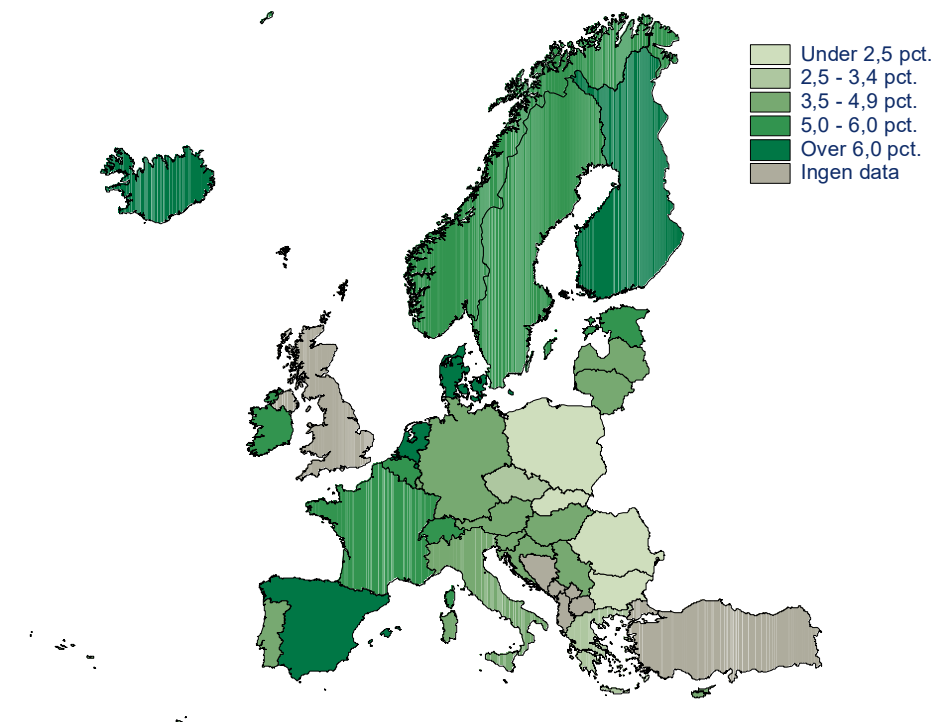 Under 2,5 pct.
2,5 - 3,4 pct.
3,5 - 4,9 pct.
5,0 - 6,0 pct.
Over 6,0 pct.
Ingen data